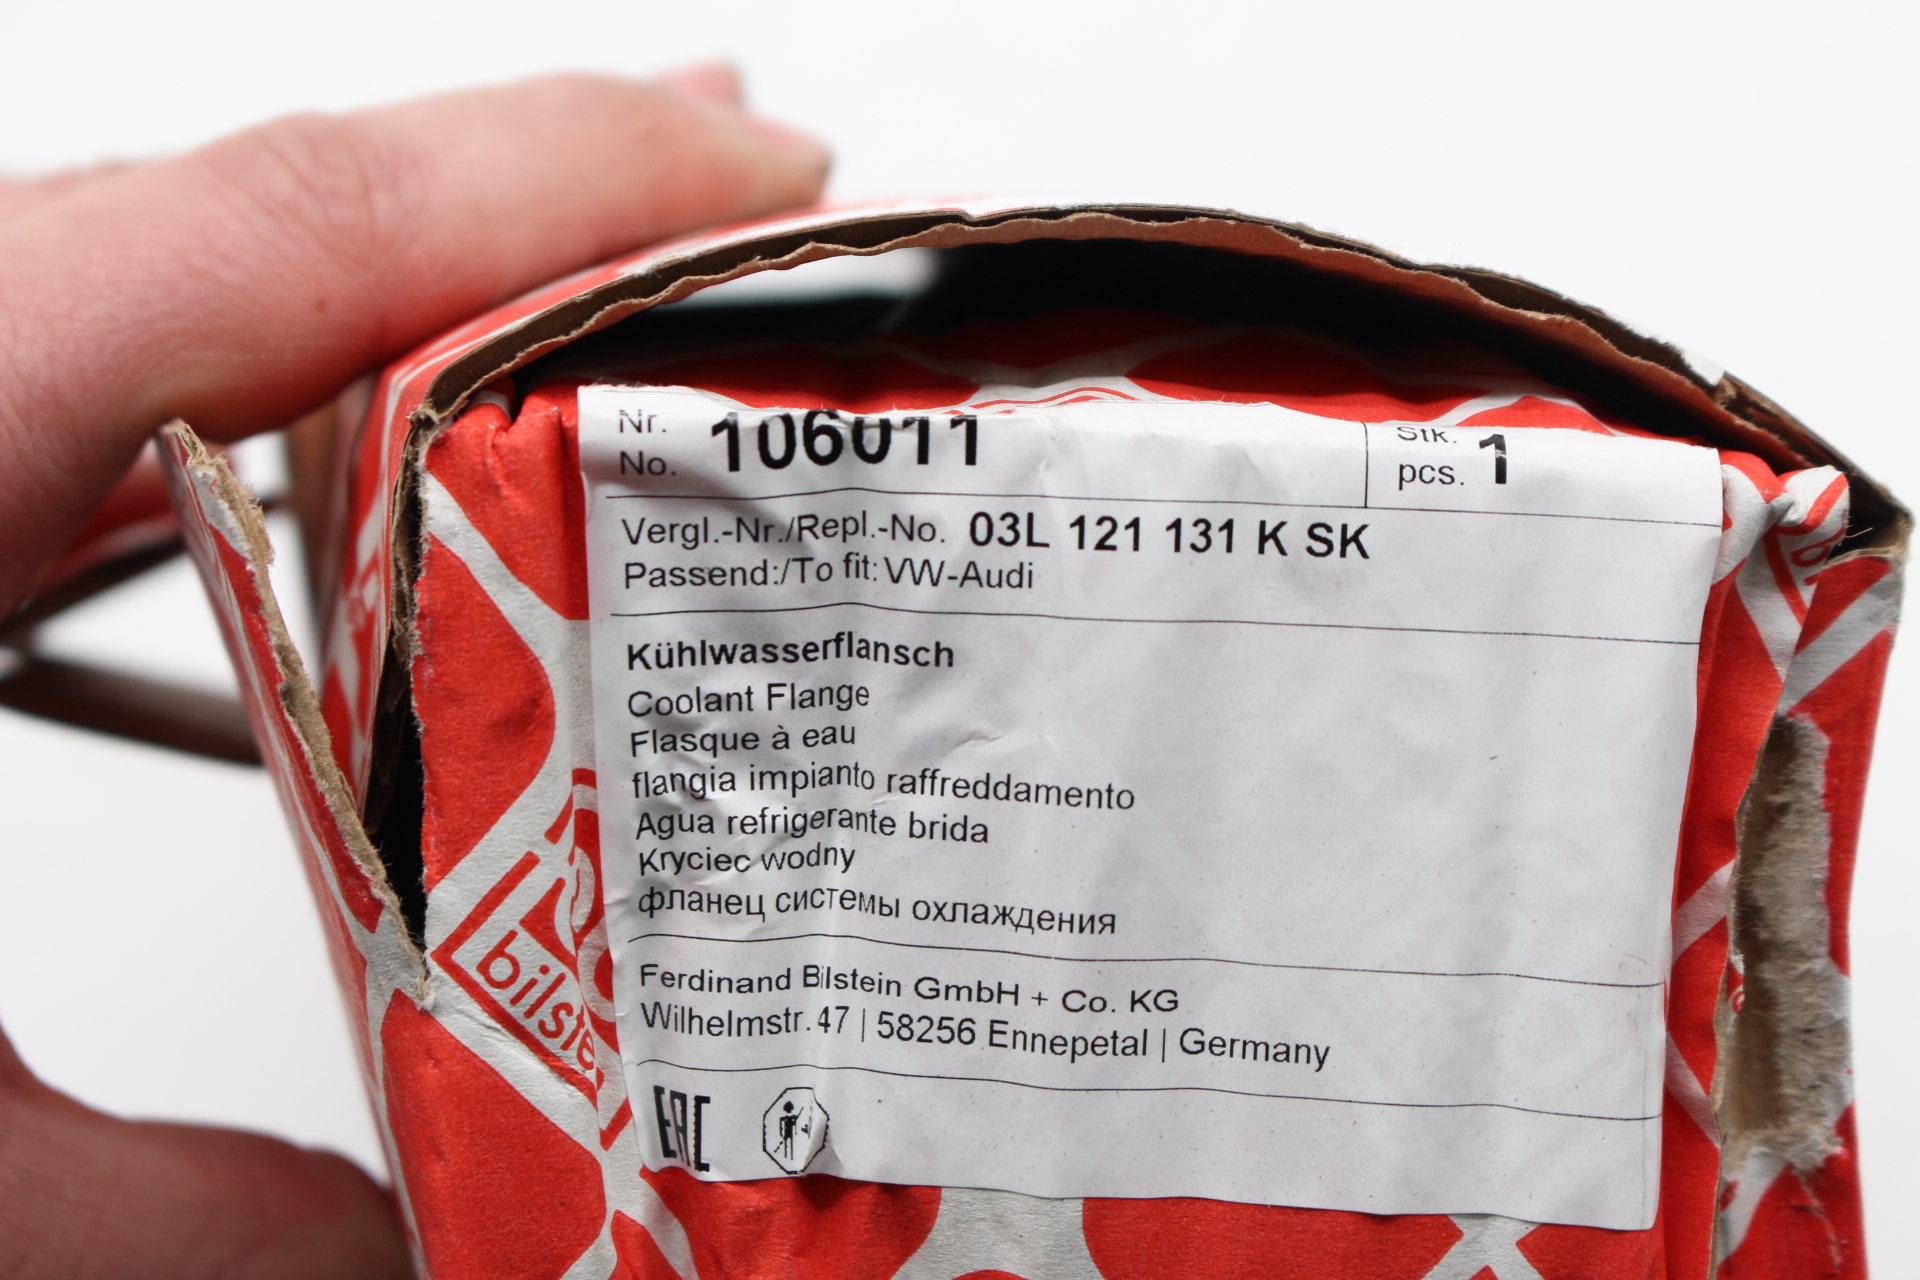 Nr.
No. 106011
Stk.
pcs. 1
Vergl.-Nr./Repl.-No. 03L 121 131 K SK
Passend:/To fit: VW-Audi
Kühlwasserflansch
Coolant Flange
Flasque à eau
flangia impianto raffreddamento
Agua refrigerante brida
Kryciec wodny
фланец системы охлаждения
Ferdinand Bilstein GmbH + Co. KG
Wilhelmstr. 47 | 58256 Ennepetal | Germany
EAC
bilste